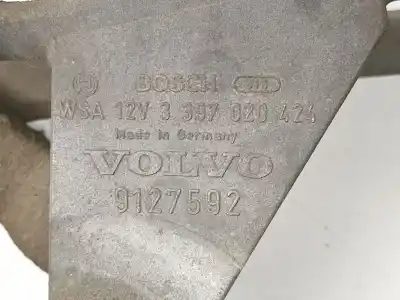 BOSCH
WSA 12V 3 397 020 424
Made in Germany
VOLVO
9127592